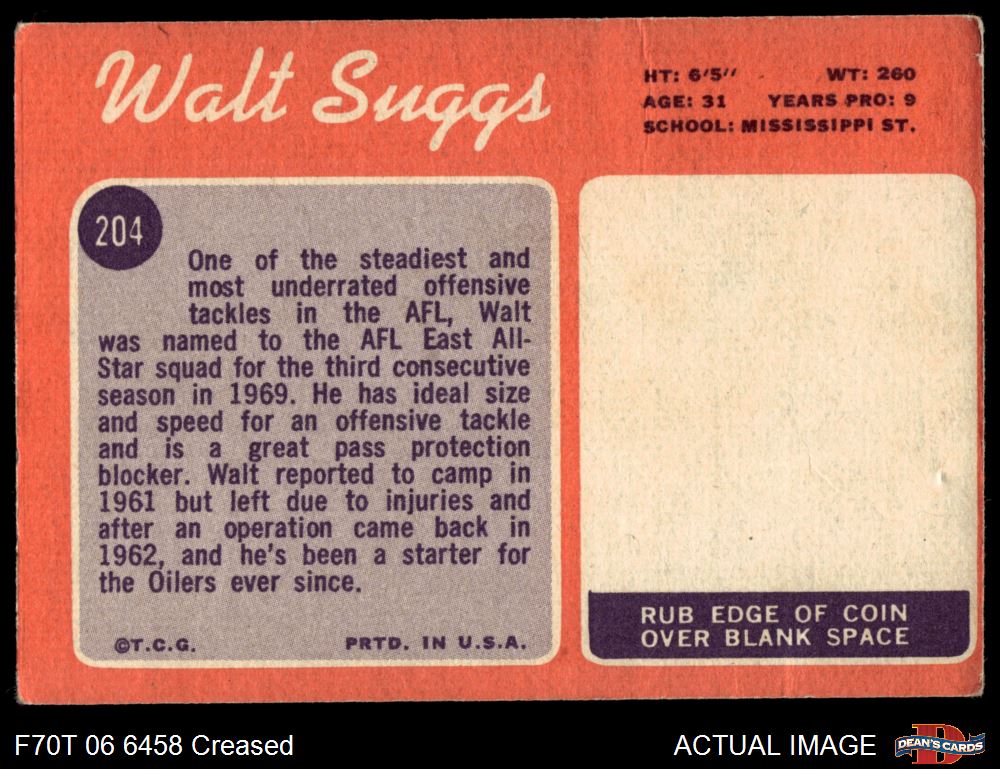 Walt Suggs
HT: 6'5" WT: 260
AGE: 31 YEARS PRO: 9
SCHOOL: MISSISSIPPI ST.
204
One of the steadiest and
most underrated offensive
tackles in the AFL, Walt
was named to the AFL East All-
Star squad for the third consecutive
season in 1969. He has ideal size
and speed for an offensive tackle
and is a great pass protection
blocker. Walt reported to camp in
1961 but left due to injuries and
after an operation came back in
1962, and he's been a starter for
the Oilers ever since.
©T.C.G. PRTD. IN U.S.A.
RUB EDGE OF COIN
OVER BLANK SPACE
F70T 06 6458 Creased
ACTUAL IMAGE
D
DEAN'S CARDS